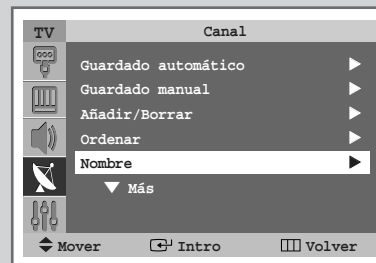 TV Canal
Guardado automático
Guardado manual
Añadir/Borrar
Ordenar
Nombre
Más
Mover Intro Volver